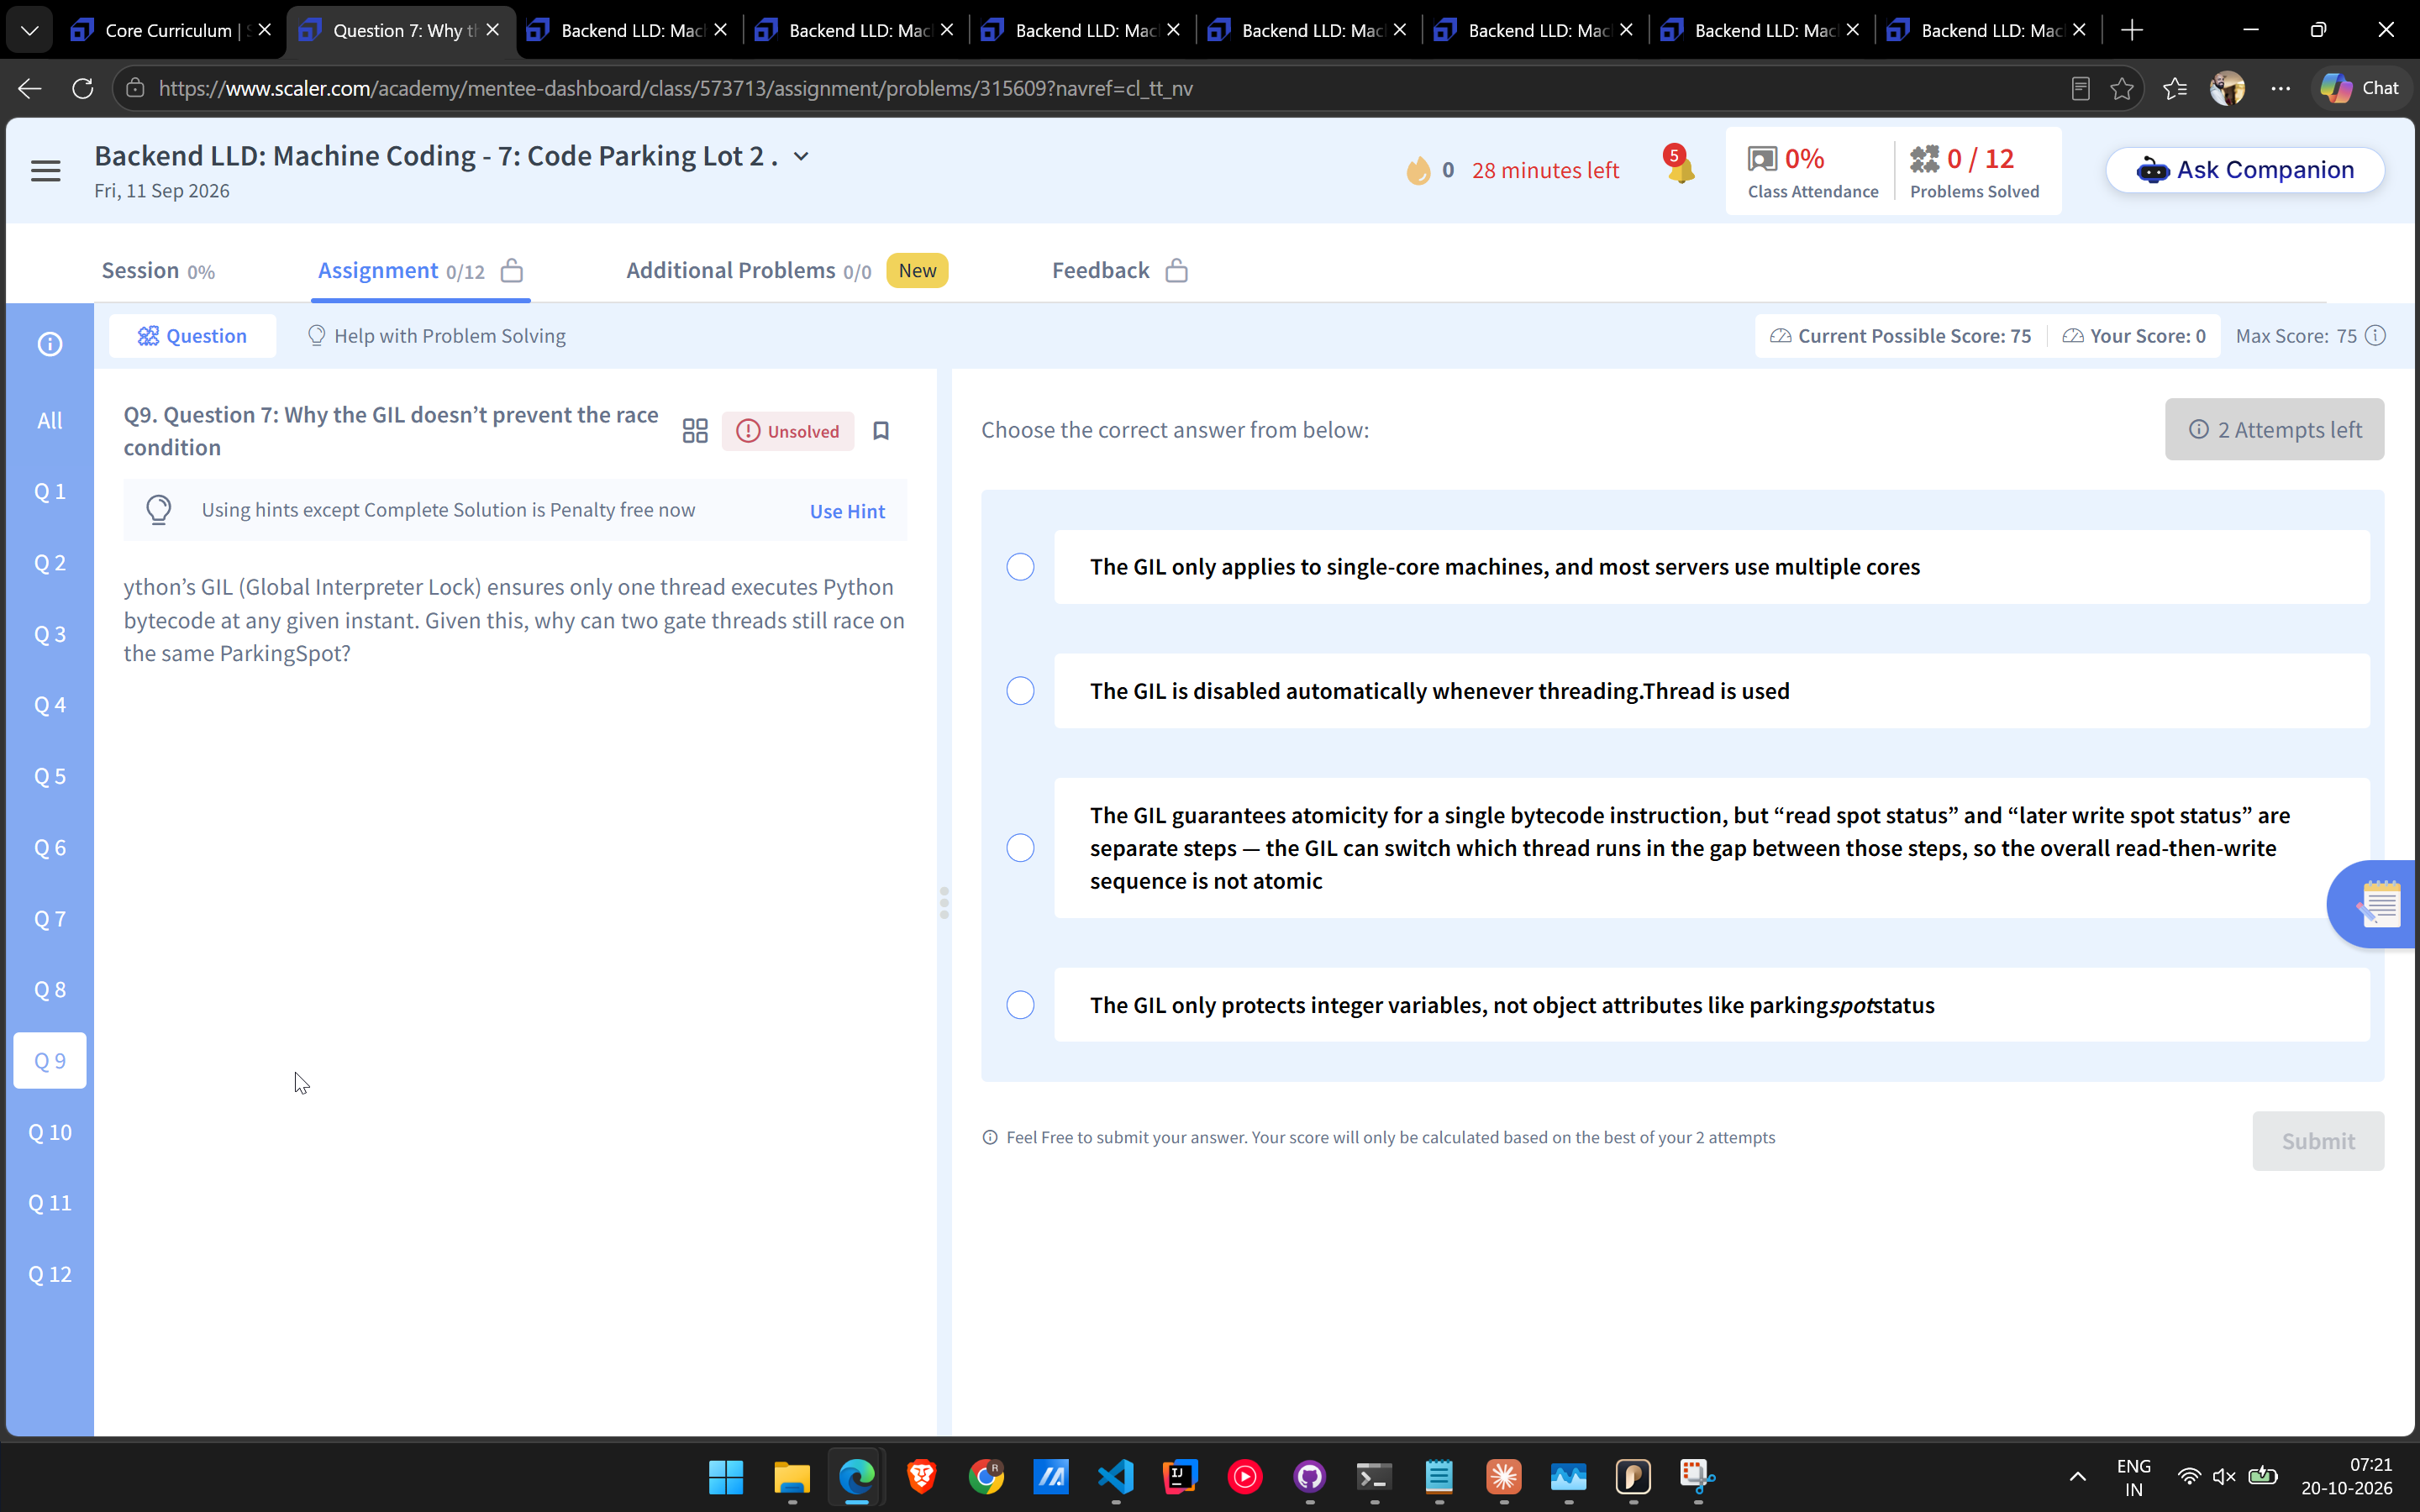 Core Curriculum |
Question 7: Why t
Backend LLD: Mac
Backend LLD: Mac
Backend LLD: Mac
Backend LLD: Mac
Backend LLD: Mac
Backend LLD: Mac
Backend LLD: Mac
https://www.scaler.com/academy/mentee-dashboard/class/573713/assignment/problems/315609?navref=cl_tt_nv
Chat
Backend LLD: Machine Coding - 7: Code Parking Lot 2 .
Fri, 11 Sep 2026
0
28 minutes left
5
0%
Class Attendance
0 / 12
Problems Solved
Ask Companion
Session 0%
Assignment 0/12
Additional Problems 0/0
New
Feedback
Question
Help with Problem Solving
Current Possible Score: 75
Your Score: 0
Max Score: 75
All
Q 1
Q 2
Q 3
Q 4
Q 5
Q 6
Q 7
Q 8
Q 9
Q 10
Q 11
Q 12
Q9. Question 7: Why the GIL doesn’t prevent the race
condition
Unsolved
Using hints except Complete Solution is Penalty free now
Use Hint
ython’s GIL (Global Interpreter Lock) ensures only one thread executes Python
bytecode at any given instant. Given this, why can two gate threads still race on
the same ParkingSpot?
Choose the correct answer from below:
2 Attempts left
The GIL only applies to single-core machines, and most servers use multiple cores
The GIL is disabled automatically whenever threading.Thread is used
The GIL guarantees atomicity for a single bytecode instruction, but “read spot status” and “later write spot status” are
separate steps — the GIL can switch which thread runs in the gap between those steps, so the overall read-then-write
sequence is not atomic
The GIL only protects integer variables, not object attributes like parkingspotstatus
Feel Free to submit your answer. Your score will only be calculated based on the best of your 2 attempts
Submit
ENG
IN
07:21
20-10-2026